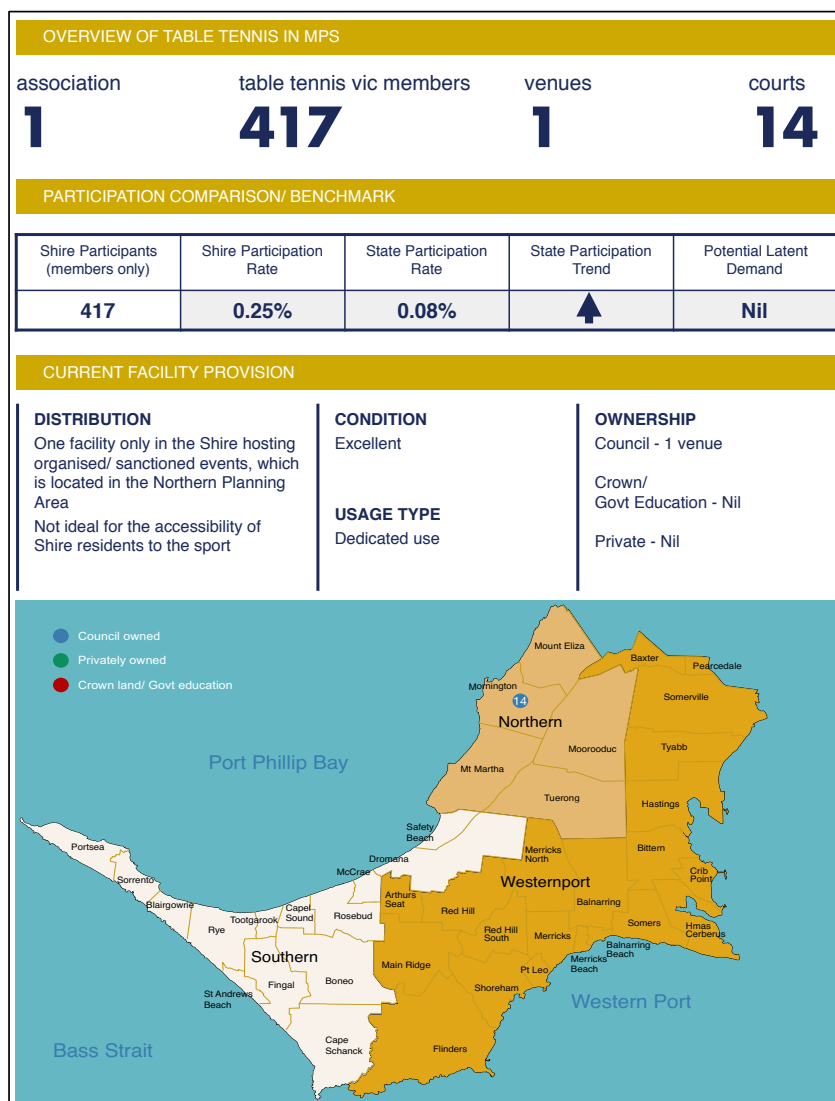 OVERVIEW OF TABLE TENNIS IN MPS
association
1
table tennis vic members
417
venues
1
courts
14
PARTICIPATION COMPARISON/ BENCHMARK
Shire Participants
(members only)
Shire Participation
Rate
State Participation
Rate
State Participation
Trend
Potential Latent
Demand
417
0.25%
0.08%
Nil
CURRENT FACILITY PROVISION
DISTRIBUTION
One facility only in the Shire hosting
organised/ sanctioned events, which
is located in the Northern Planning
Area
Not ideal for the accessibility of
Shire residents to the sport
CONDITION
Excellent
USAGE TYPE
Dedicated use
OWNERSHIP
Council - 1 venue
Crown/
Govt Education - Nil
Private - Nil
Council owned
Privately owned
Crown land/ Govt education
Mount Eliza
Baxter
Pearcedale
Mornington
Somerville
14
Northern
Moorooduc
Tyabb
Port Phillip Bay
Mt Martha
Tuerong
Hastings
Safety
Beach
Portsea
Dromana
Merricks
North
Bittern
Sorrento
McCrae
Westernport
Crib
Point
Blairgowrie
Arthurs
Seat
Capel
Sound
Tootgarook
Rosebud
Red Hill
Balnarring
Rye
Red Hill
South
Merricks
Somers
Hmas
Cerberus
Southern
Main Ridge
Balnarring
Beach
Merricks
Beach
Pt Leo
Fingal
Boneo
Shoreham
St Andrews
Beach
Western Port
Cape
Schanck
Flinders
Bass Strait